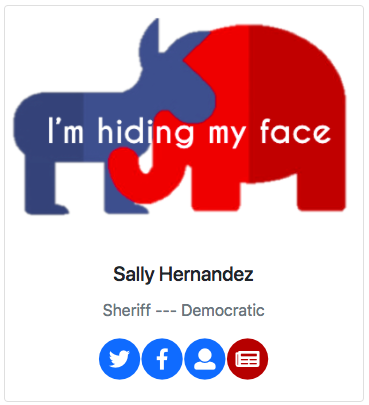 I'm hiding my face
Sally Hernandez
Sheriff --- Democratic